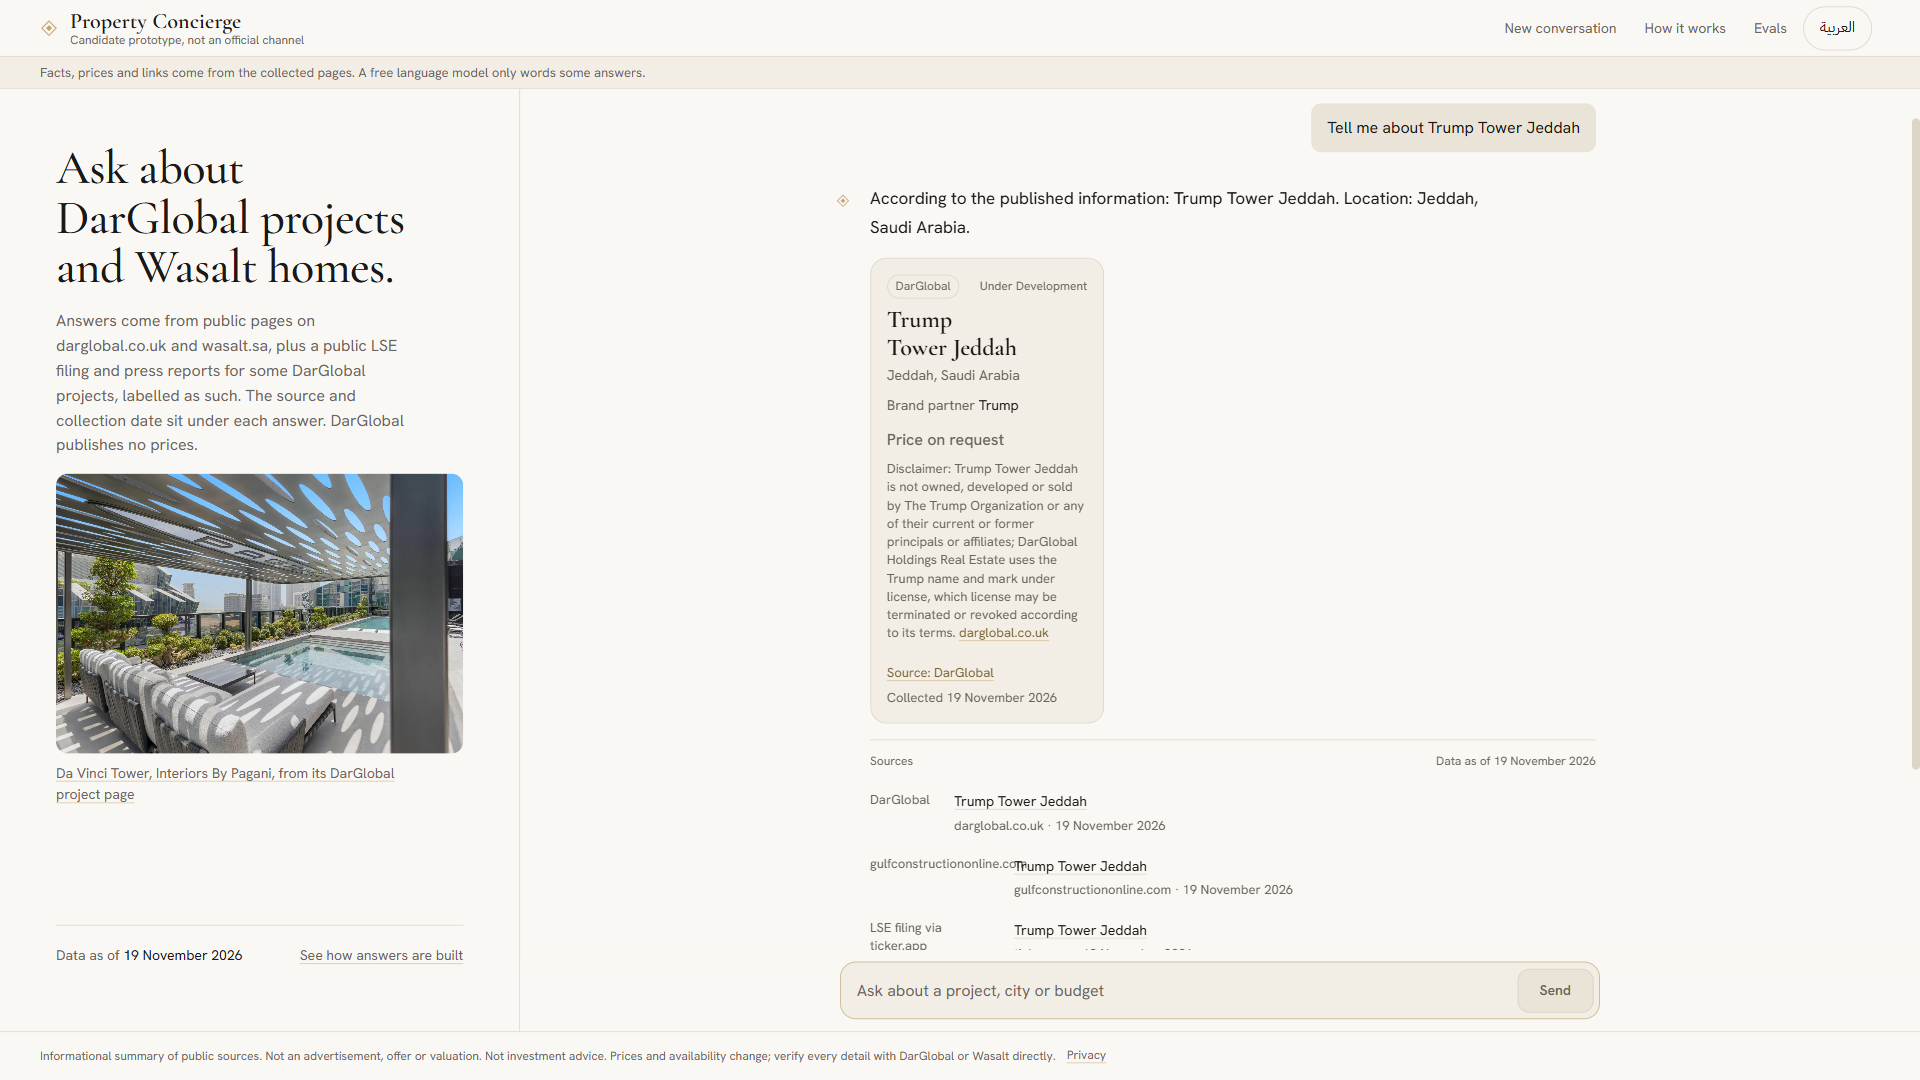 Property Concierge
Candidate prototype, not an official channel
New conversation
How it works
Evals
العربية
Facts, prices and links come from the collected pages. A free language model only words some answers.
Ask about
DarGlobal projects
and Wasalt homes.
Answers come from public pages on
darglobal.co.uk and wasalt.sa, plus a public LSE
filing and press reports for some DarGlobal
projects, labelled as such. The source and
collection date sit under each answer. DarGlobal
publishes no prices.
Da Vinci Tower, Interiors By Pagani, from its DarGlobal
project page
Data as of 19 November 2026
See how answers are built
Tell me about Trump Tower Jeddah
According to the published information: Trump Tower Jeddah. Location: Jeddah,
Saudi Arabia.
DarGlobal
Under Development
Trump
Tower Jeddah
Jeddah, Saudi Arabia
Brand partner Trump
Price on request
Disclaimer: Trump Tower Jeddah
is not owned, developed or sold
by The Trump Organization or any
of their current or former
principals or affiliates; DarGlobal
Holdings Real Estate uses the
Trump name and mark under
license, which license may be
terminated or revoked according
to its terms. darglobal.co.uk
Source: DarGlobal
Collected 19 November 2026
Sources
Data as of 19 November 2026
DarGlobal
Trump Tower Jeddah
darglobal.co.uk · 19 November 2026
gulfconstructiononline.com
Trump Tower Jeddah
gulfconstructiononline.com · 19 November 2026
LSE filing via
ticker.app
Trump Tower Jeddah
Ask about a project, city or budget
Send
Informational summary of public sources. Not an advertisement, offer or valuation. Not investment advice. Prices and availability change; verify every detail with DarGlobal or Wasalt directly.
Privacy